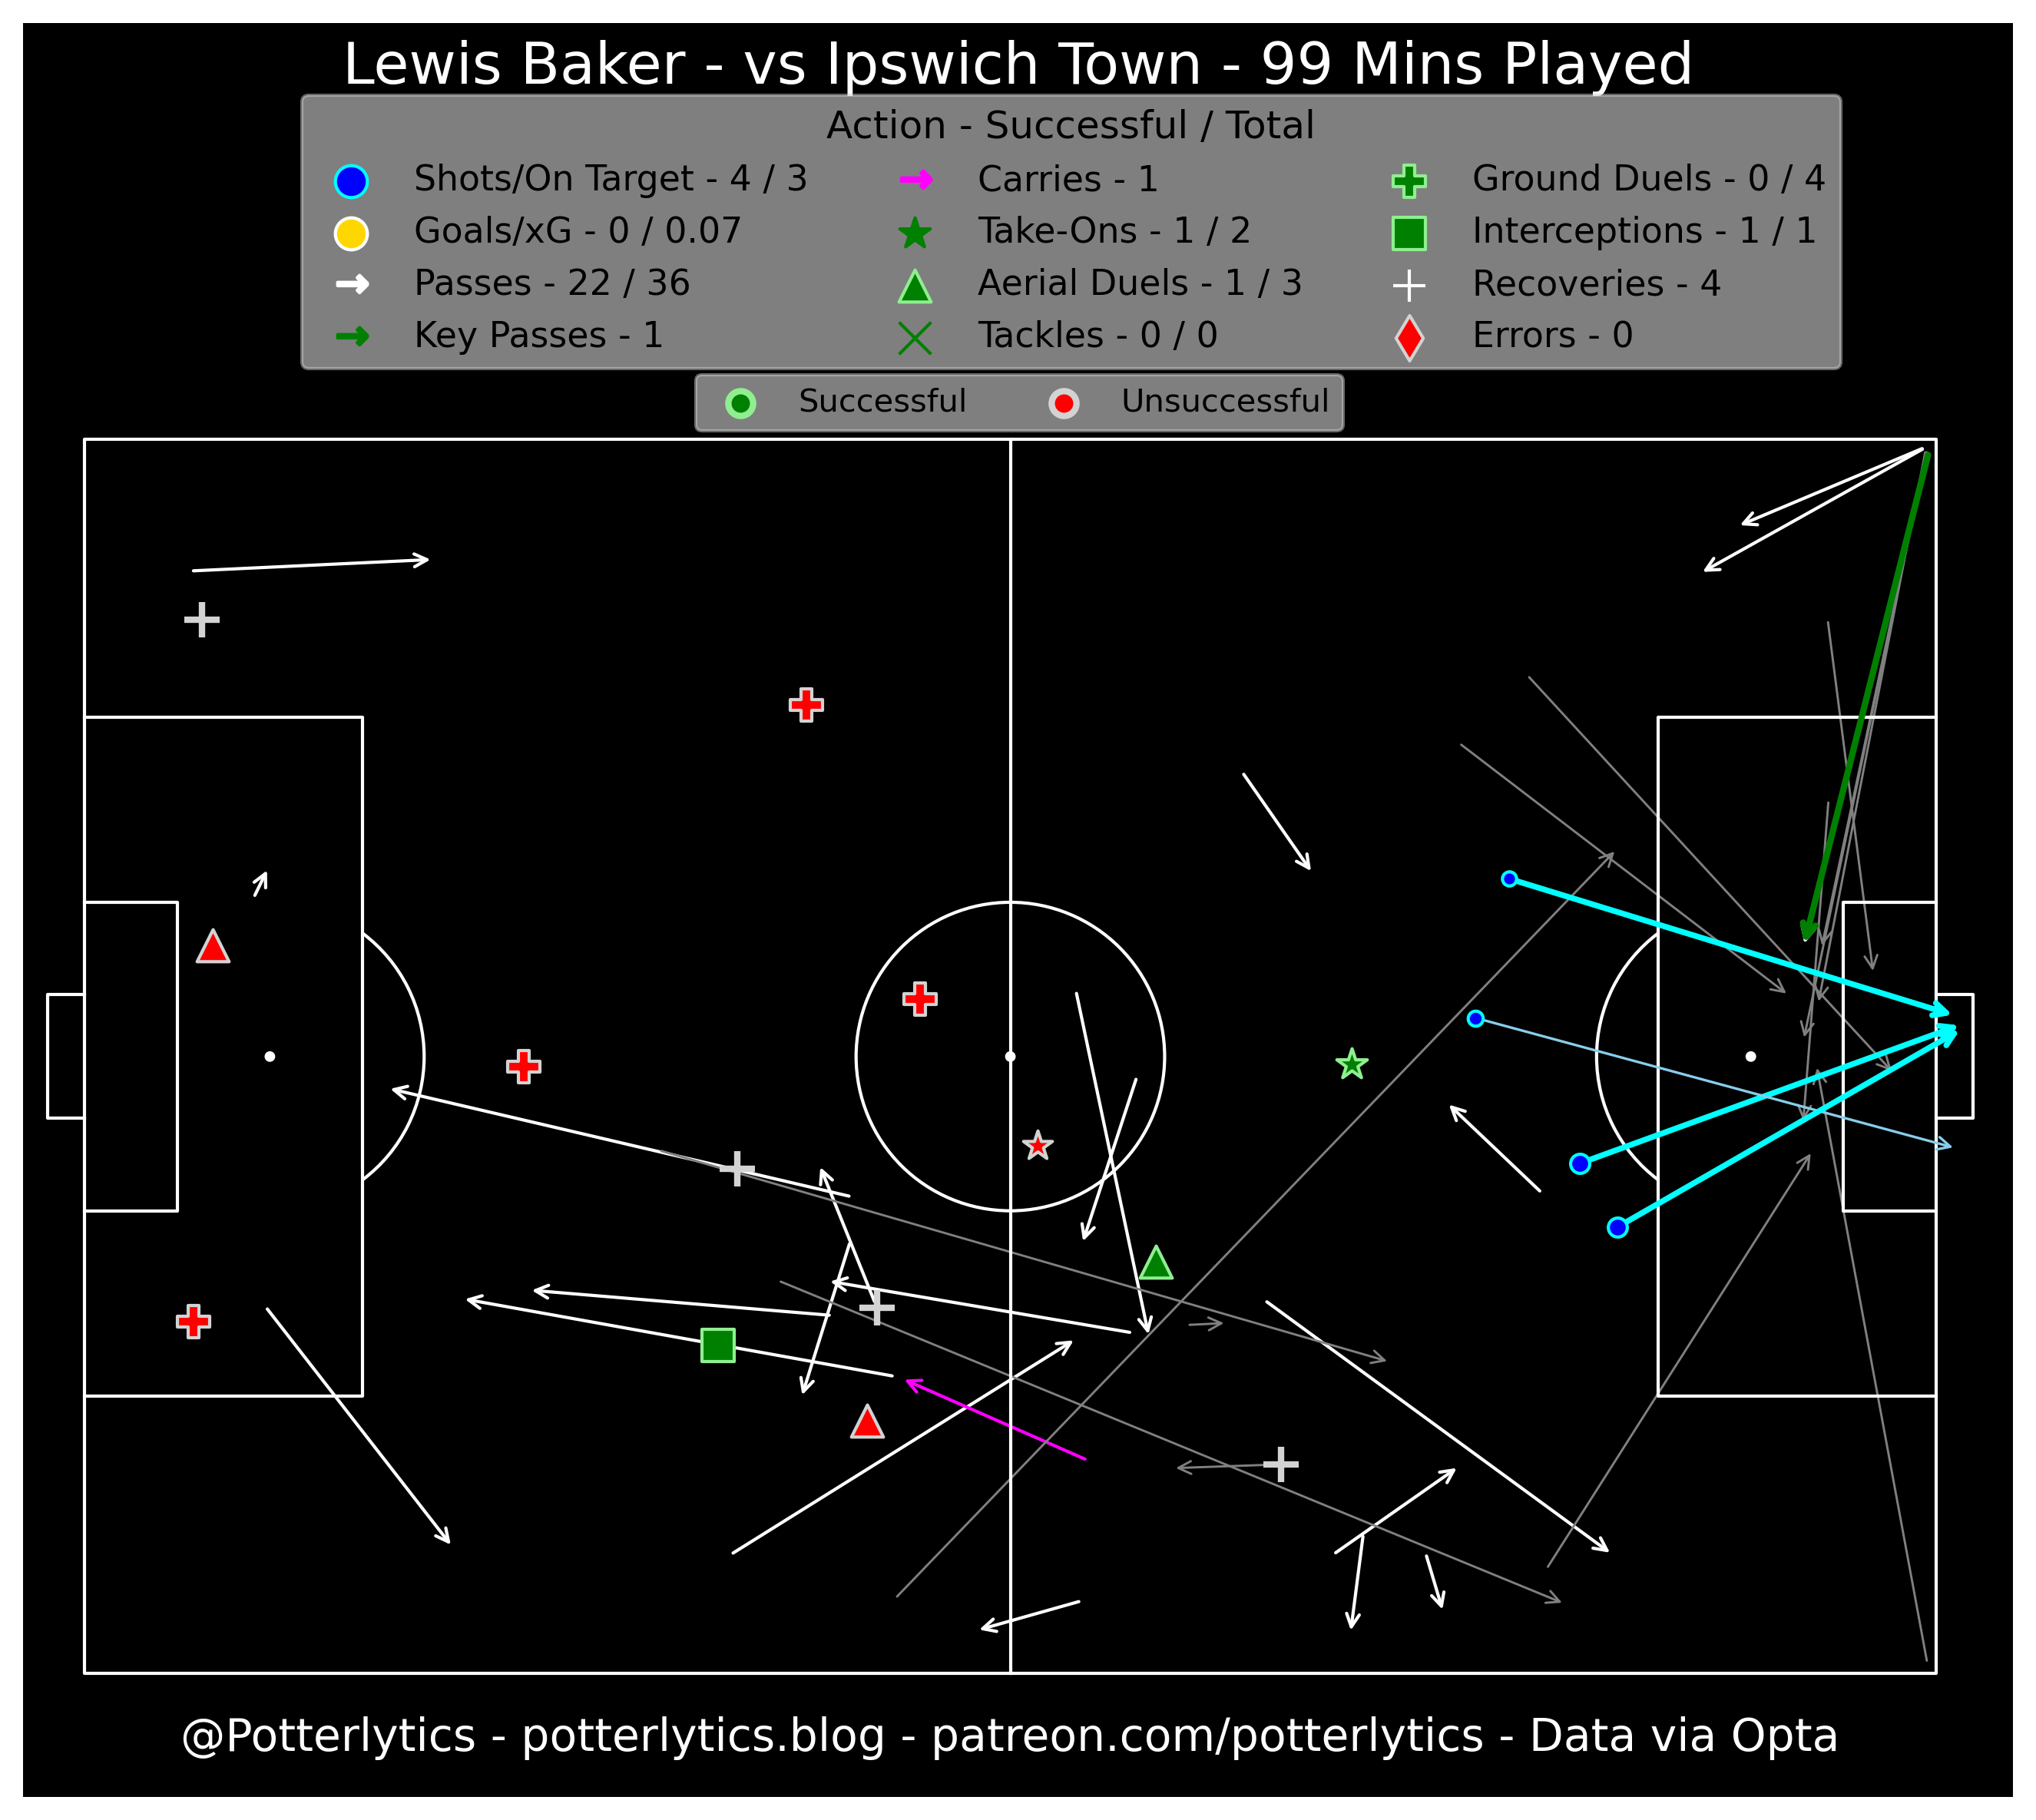 Lewis Baker - vs Ipswich Town - 99 Mins Played
Action - Successful / Total
Shots/On Target - 4 / 3
Carries - 1
Ground Duels - 0 / 4
Goals/xG - 0 / 0.07
Take-Ons - 1 / 2
Interceptions - 1 / 1
Passes - 22 / 36
Aerial Duels - 1 / 3
Recoveries - 4
Key Passes - 1
Tackles - 0 / 0
Errors - 0
Successful
Unsuccessful
@Potterlytics - potterlytics.blog - patreon.com/potterlytics - Data via Opta